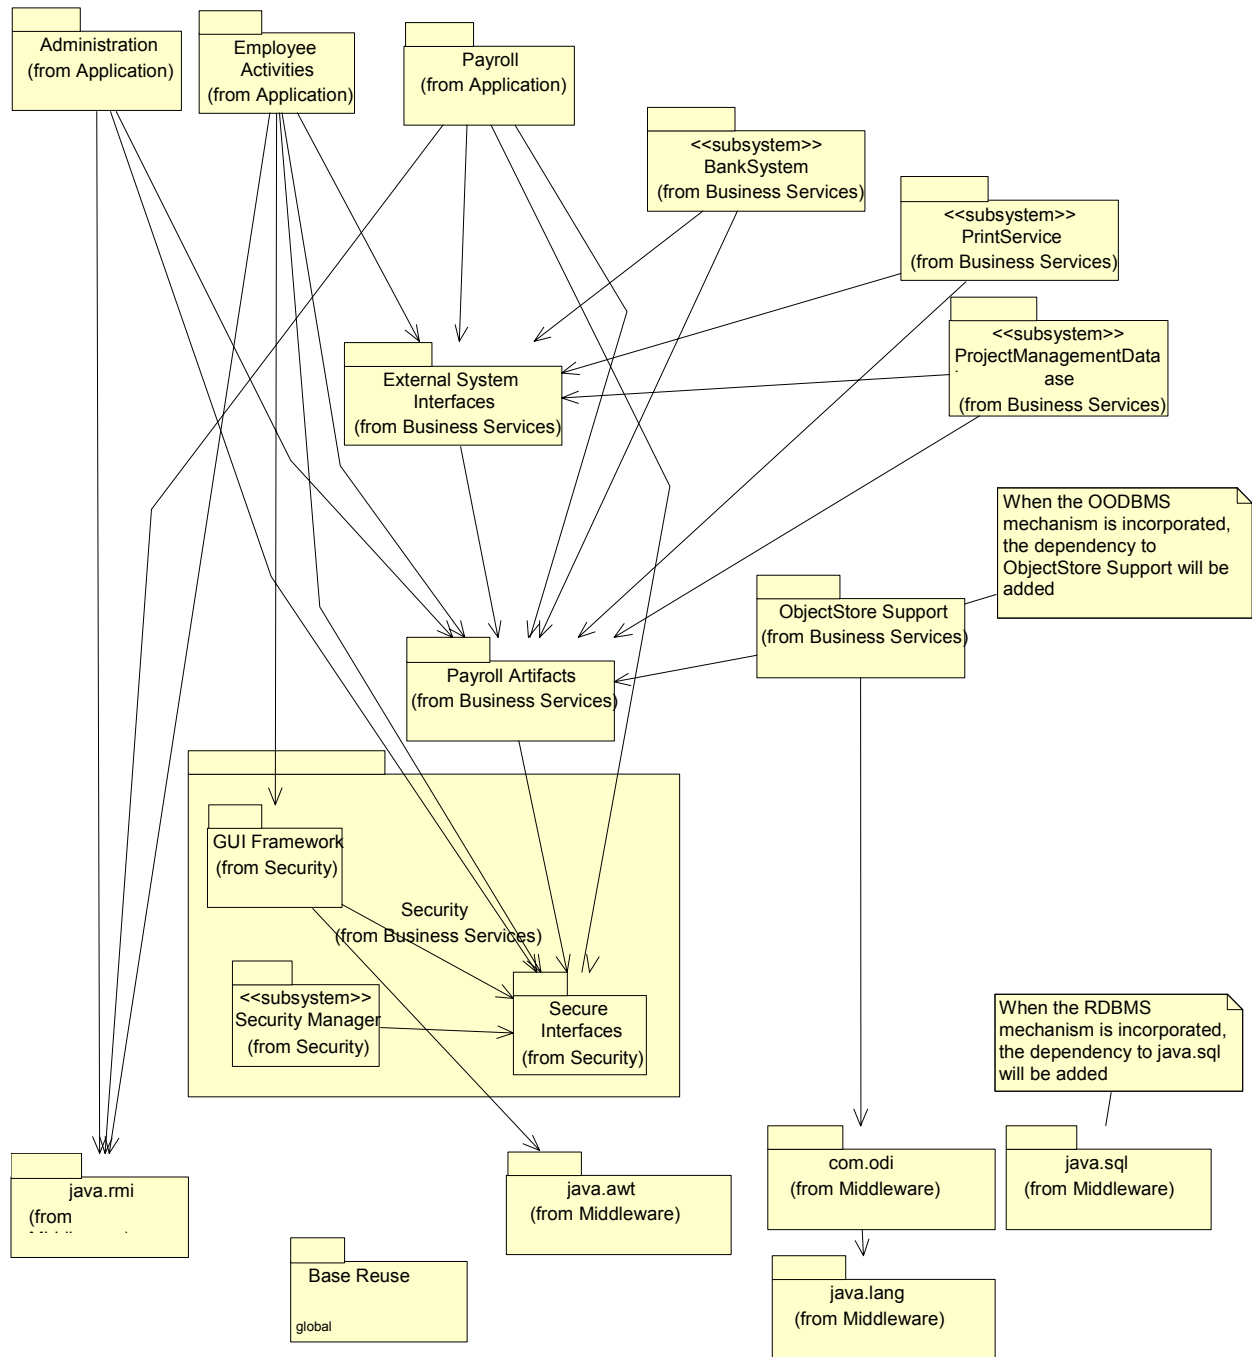 Administration
(from Application)
Employee
Activities
(from Application)
Payroll
(from Application)
<<subsystem>>
BankSystem
(from Business Services)
<<subsystem>>
PrintService
(from Business Services)
<<subsystem>>
ProjectManagementData
ase
(from Business Services)
External System
Interfaces
(from Business Services)
When the OODBMS
mechanism is incorporated,
the dependency to
ObjectStore Support will be
added
ObjectStore Support
(from Business Services)
Payroll Artifacts
(from Business Services)
GUI Framework
(from Security)
Security
(from Business Services)
<<subsystem>>
Security Manager
(from Security)
Secure
Interfaces
(from Security)
When the RDBMS
mechanism is incorporated,
the dependency to java.sql
will be added
java.rmi
(from
java.awt
(from Middleware)
com.odi
(from Middleware)
java.sql
(from Middleware)
Base Reuse
global
java.lang
(from Middleware)